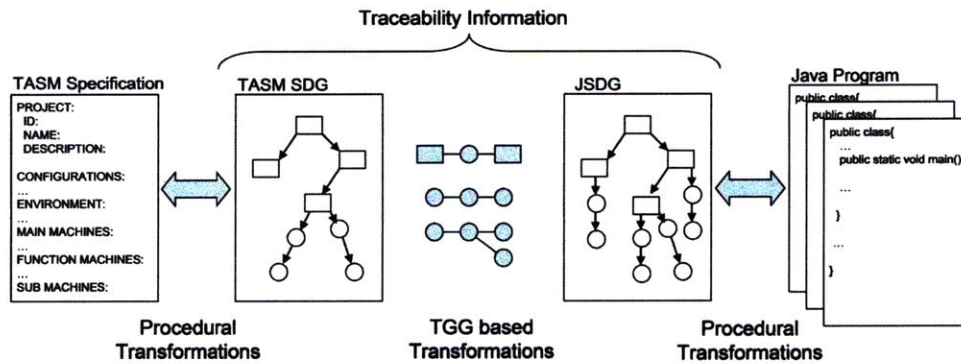 Traceability Information
TASM Specification
PROJECT:
ID:
NAME:
DESCRIPTION:
CONFIGURATIONS:
...
ENVIRONMENT:
...
MAIN MACHINES:
...
FUNCTION MACHINES:
...
SUB MACHINES:
TASM SDG
JSDG
Java Program
public class{
public class{
public class{
...
public static void main()
...
}
...
}
Procedural
Transformations
TGG based
Transformations
Procedural
Transformations